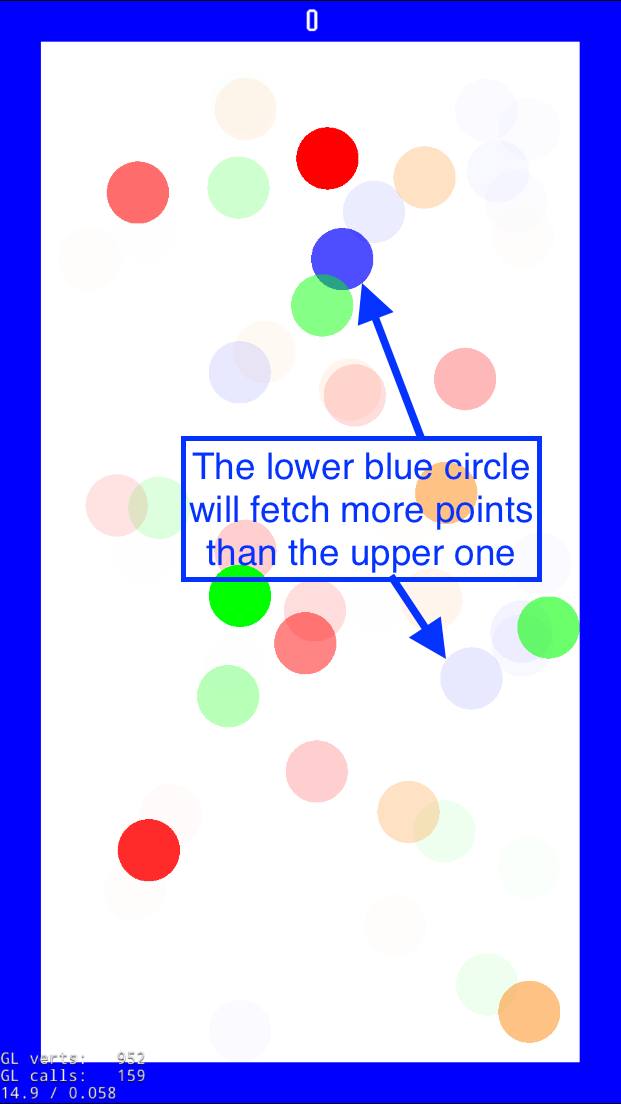 0
The lower blue circle
will fetch more points
than the upper one
GL verts: 952
GL calls: 159
14.9 / 0.058